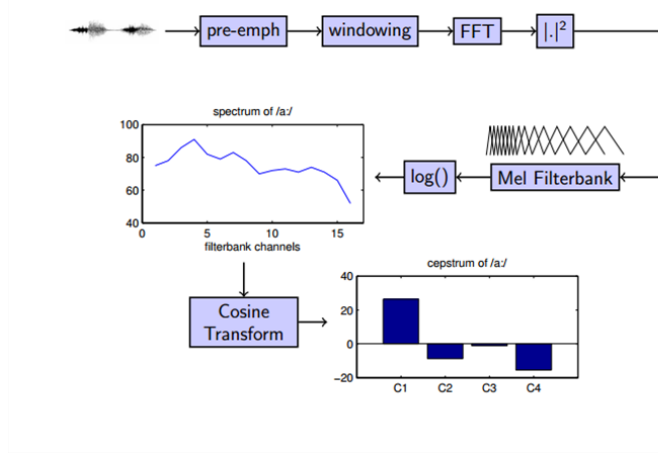 pre-emph
windowing
FFT
|.|²
spectrum of /a:/
100
80
60
40
0
5
10
15
filterbank channels
log()
Mel Filterbank
Cosine
Transform
cepstrum of /a:/
40
20
0
−20
C1
C2
C3
C4